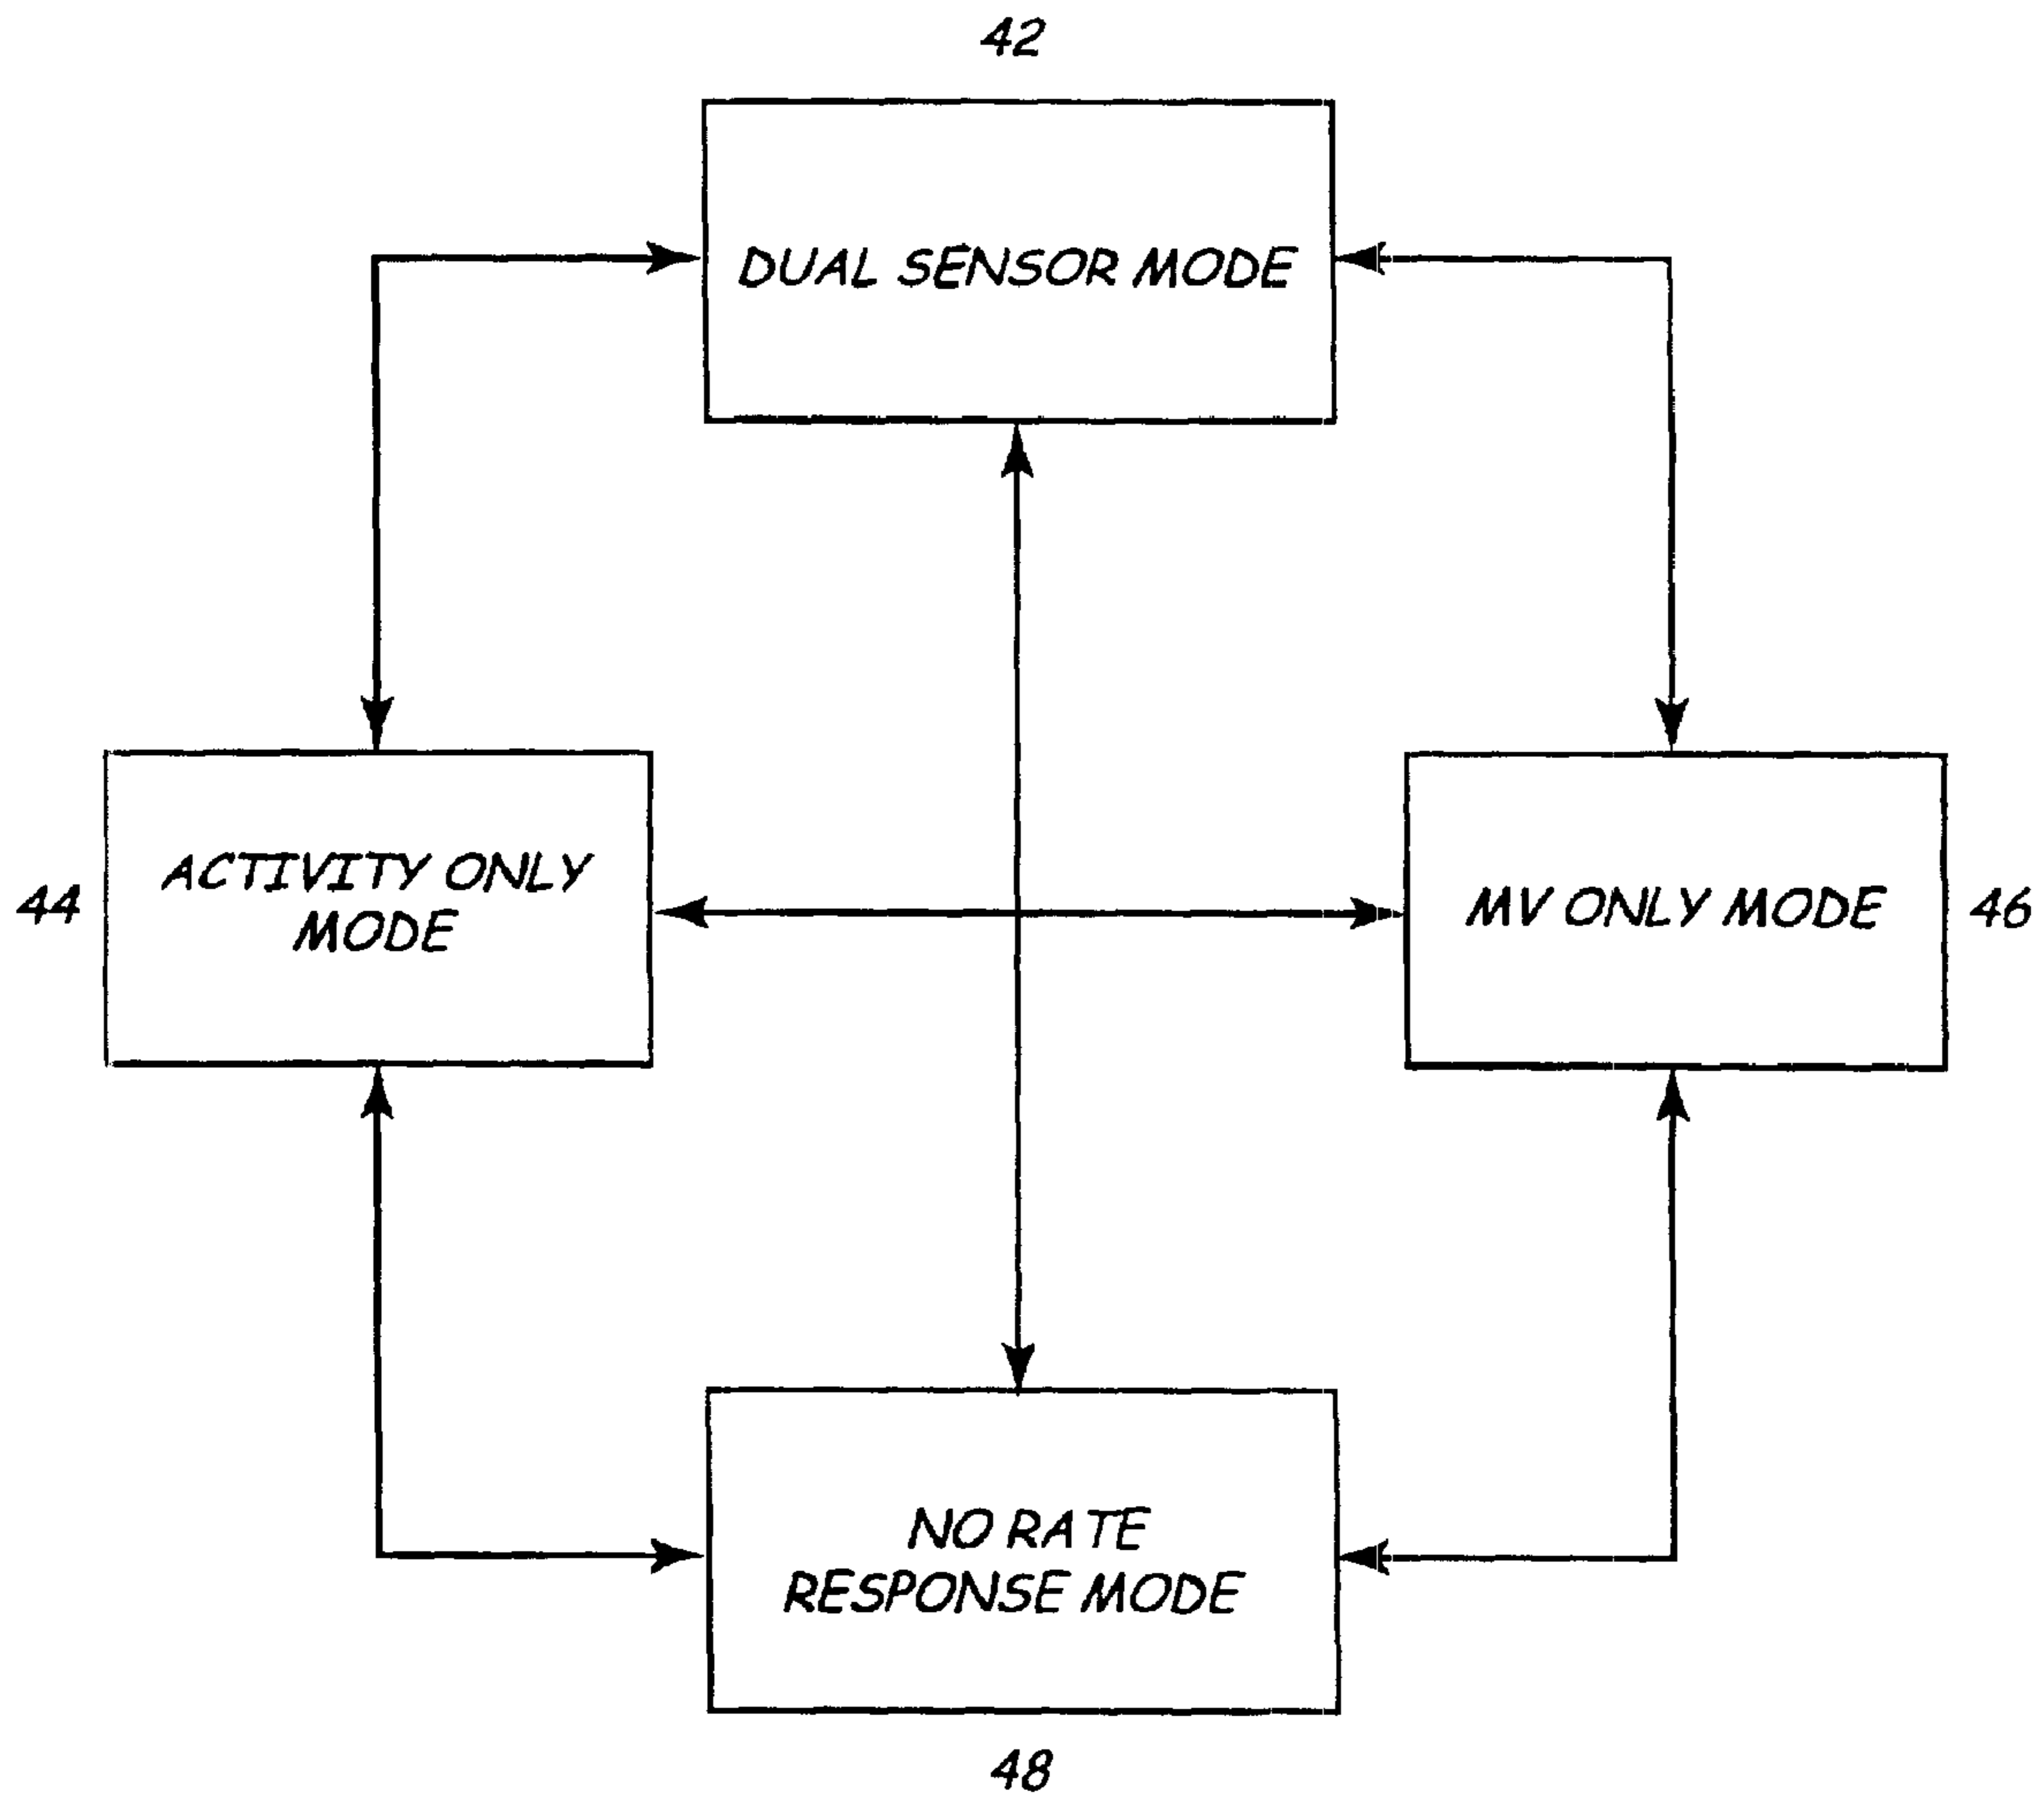 42
DUAL SENSOR MODE
ACTIVITY ONLY
MODE
44
MV ONLY MODE
46
NO RATE
RESPONSE MODE
48